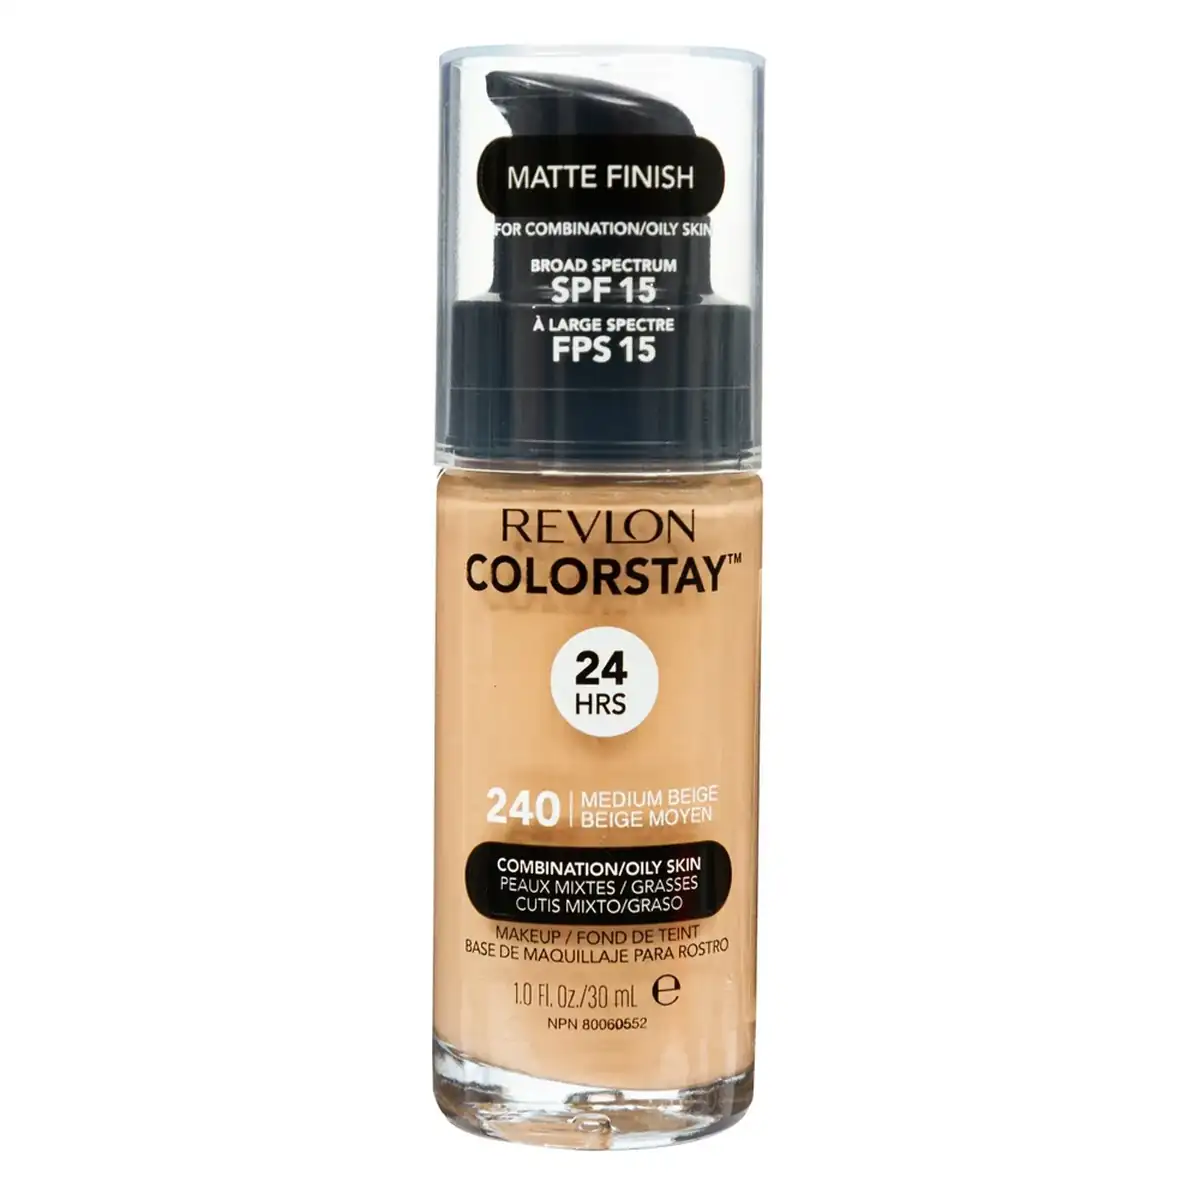 MATTE FINISH
FOR COMBINATION/OILY SKIN
BROAD SPECTRUM
SPF 15
À LARGE SPECTRE
FPS 15
REVLON
COLORSTAY™
24
HRS
240 | MEDIUM BEIGE
BEIGE MOYEN
COMBINATION/OILY SKIN
PEAUX MIXTES / GRASSES
CUTIS MIXTO/GRASO
MAKEUP / FOND DE TEINT
BASE DE MAQUILLAJE PARA ROSTRO
1.0 Fl. Oz./30 mL ℮
NPN 80060552